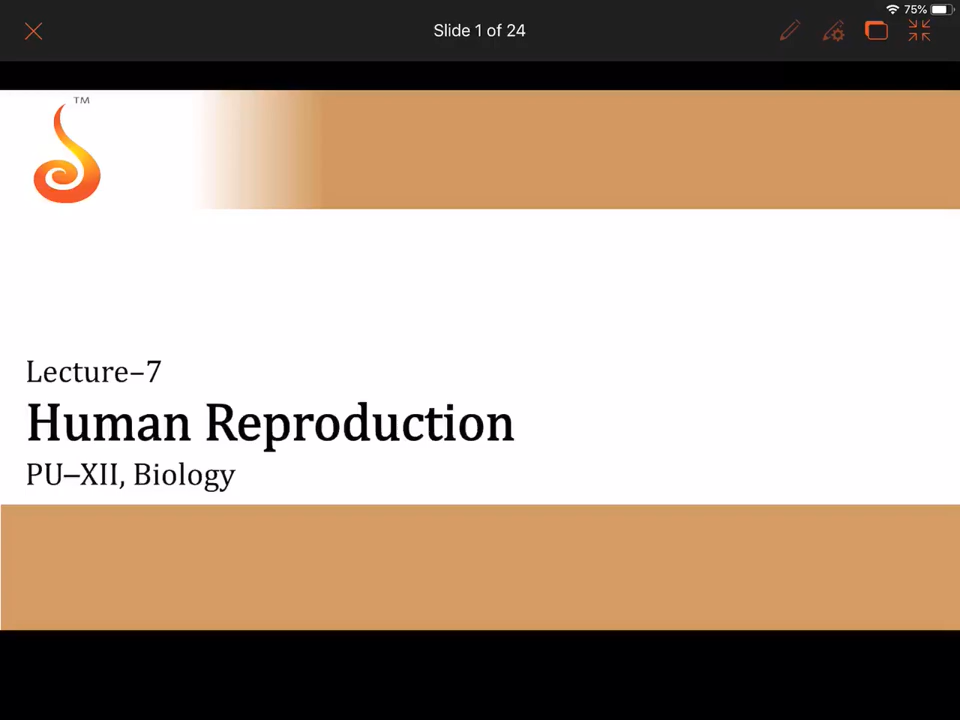 75%
Slide 1 of 24
TM
Lecture–7
Human Reproduction
PU–XII, Biology